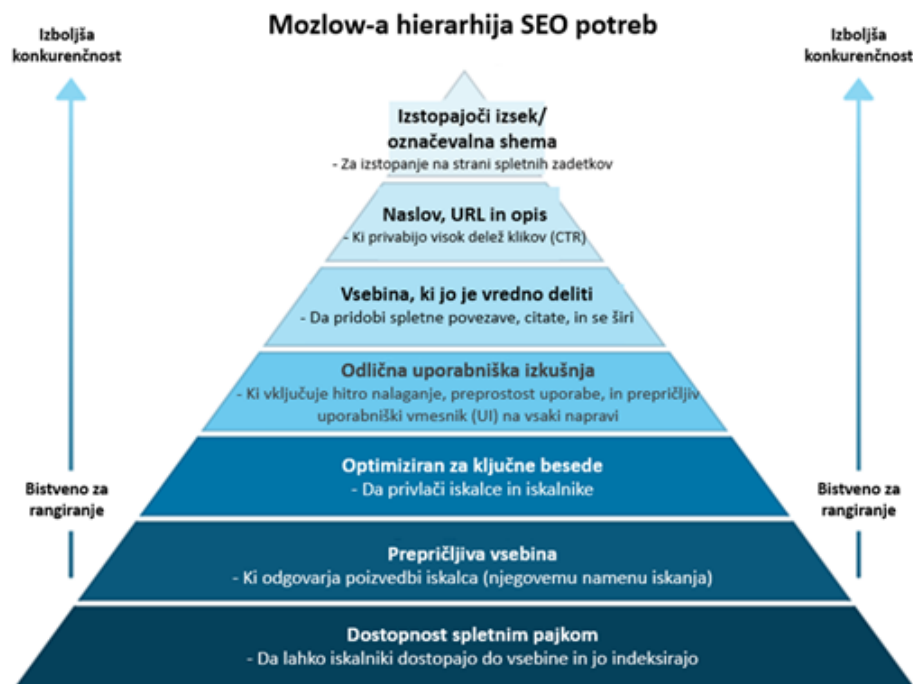 Mozlow-a hierarhija SEO potreb
Izboljša
konkurenčnost
Izboljša
konkurenčnost
Izstopajoči izsek/
označevalna shema
- Za izstopanje na strani spletnih zadetkov
Naslov, URL in opis
- Ki privabijo visok delež klikov (CTR)
Vsebina, ki jo je vredno deliti
- Da pridobi spletne povezave, citate, in se širi
Odlična uporabniška izkušnja
- Ki vključuje hitro nalaganje, preprostost uporabe, in prepričljiv
uporabniški vmesnik (UI) na vsaki napravi
Optimiziran za ključne besede
- Da privlači iskalce in iskalnike
Bistveno za
rangiranje
Bistveno za
rangiranje
Prepričljiva vsebina
- Ki odgovarja poizvedbi iskalca (njegovemu namenu iskanja)
Dostopnost spletnim pajkom
- Da lahko iskalniki dostopajo do vsebine in jo indeksirajo